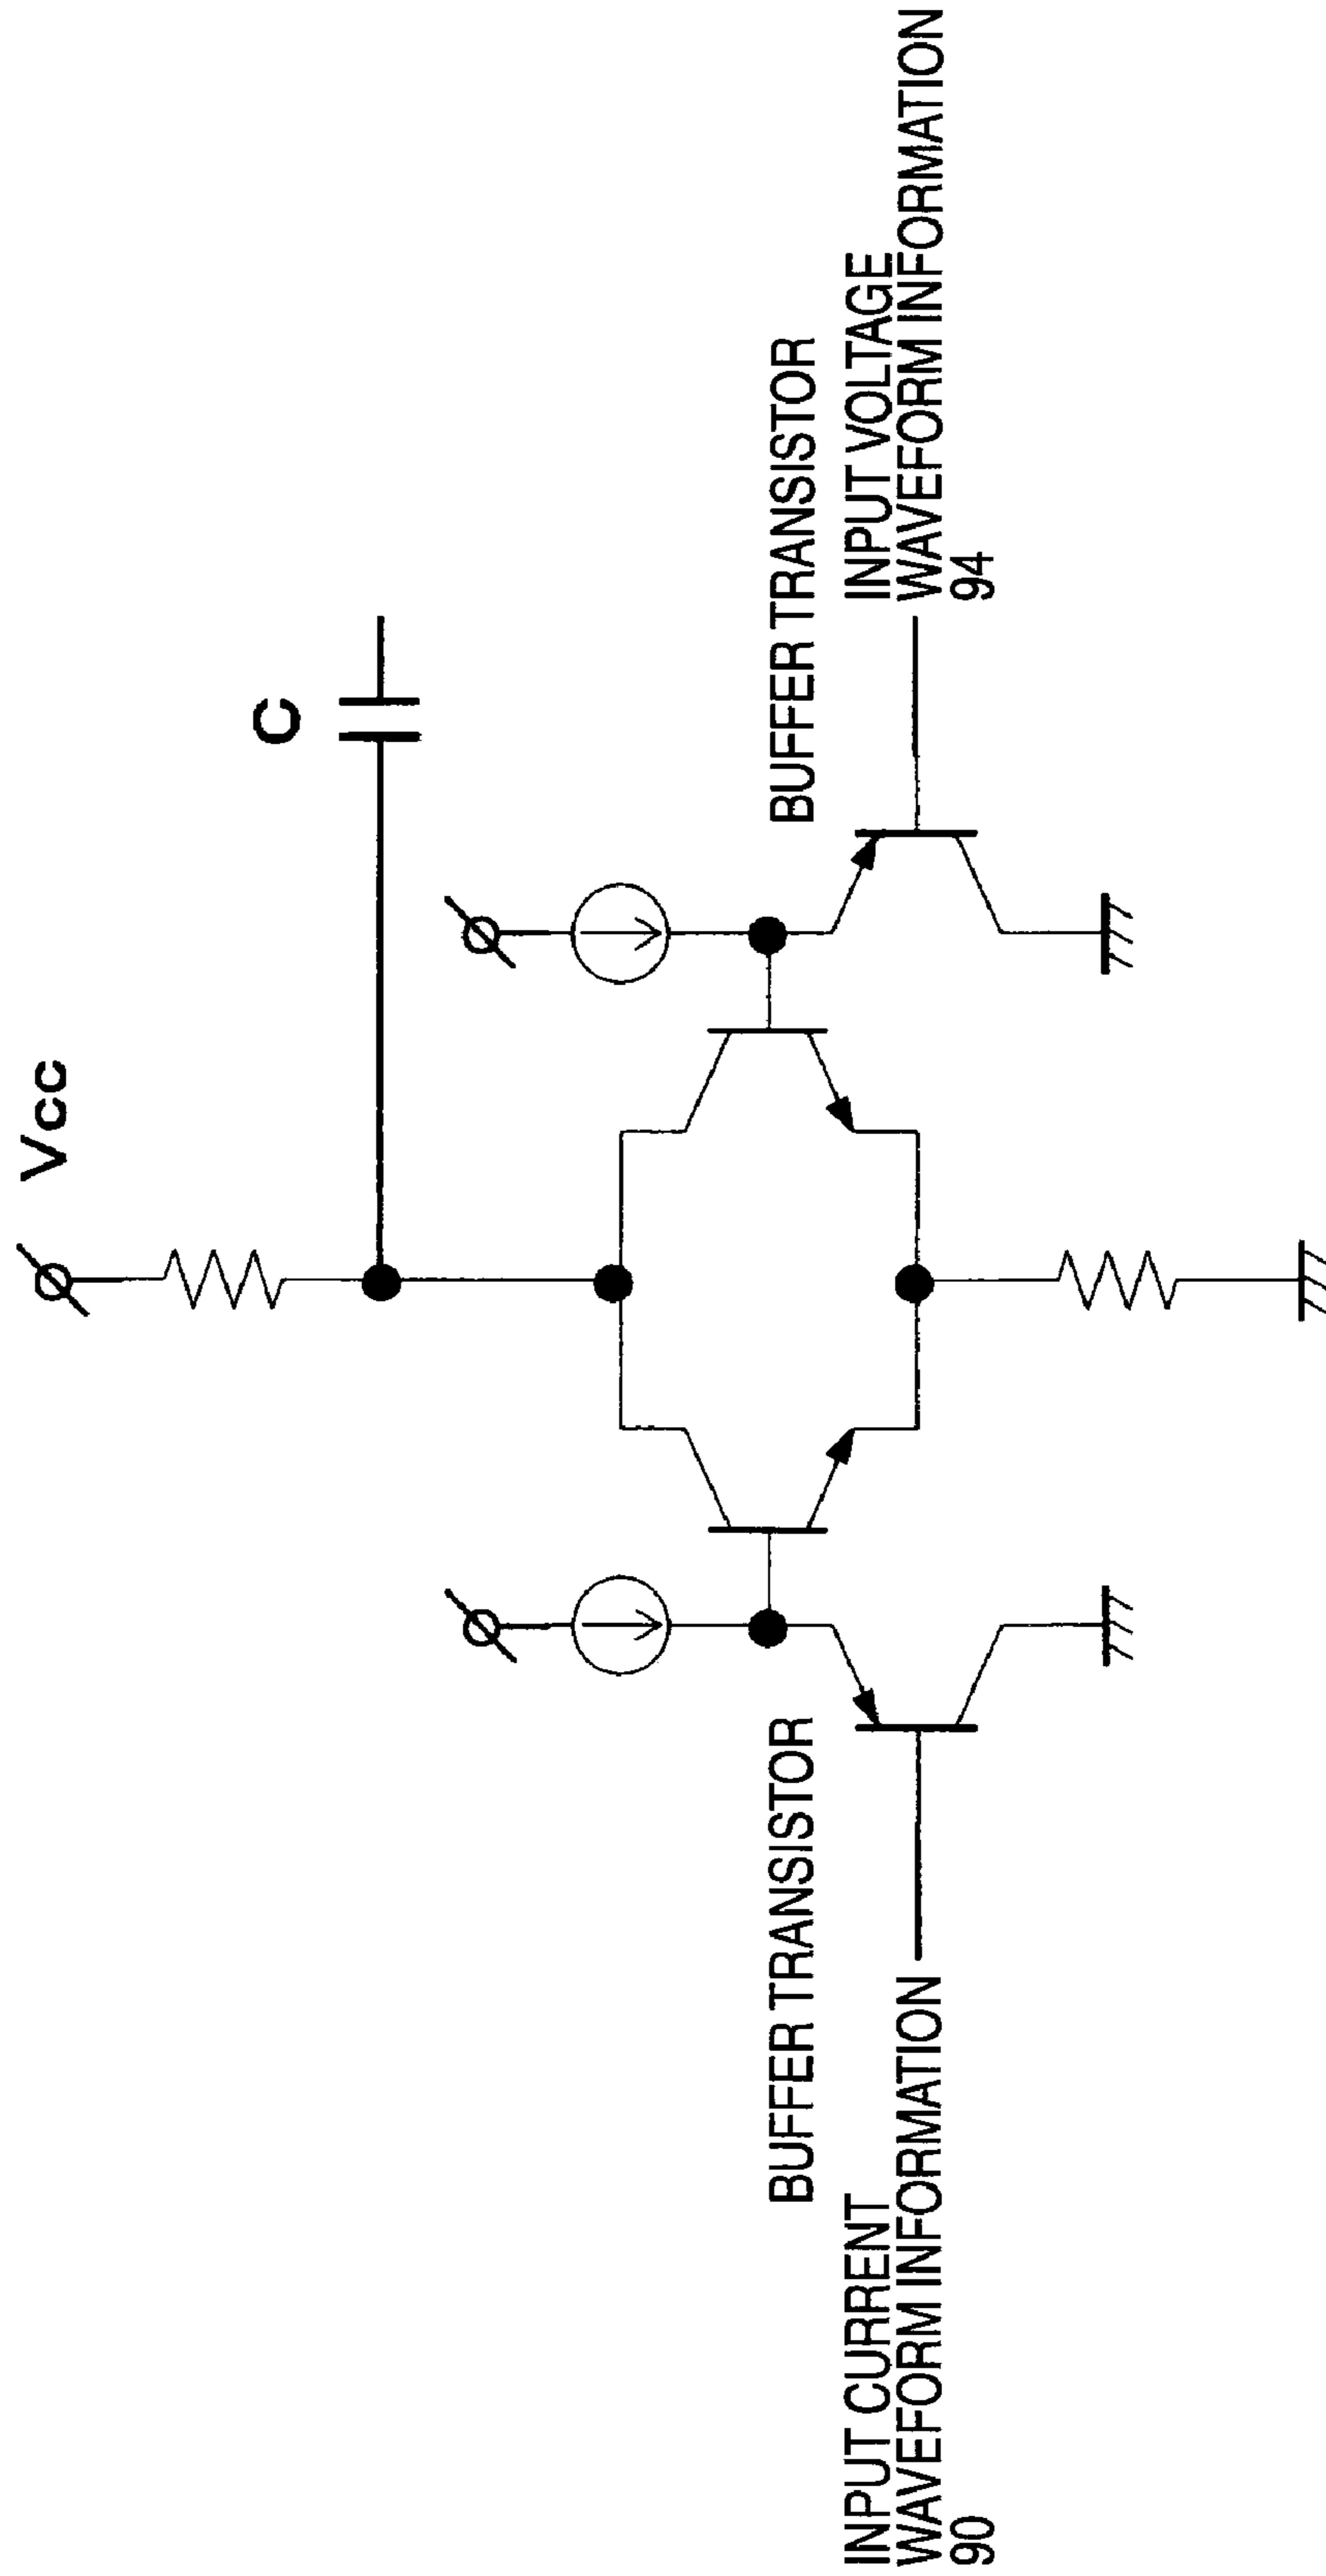 Vcc
C
BUFFER TRANSISTOR
BUFFER TRANSISTOR
INPUT CURRENT
WAVEFORM INFORMATION
90
INPUT VOLTAGE
WAVEFORM INFORMATION
94